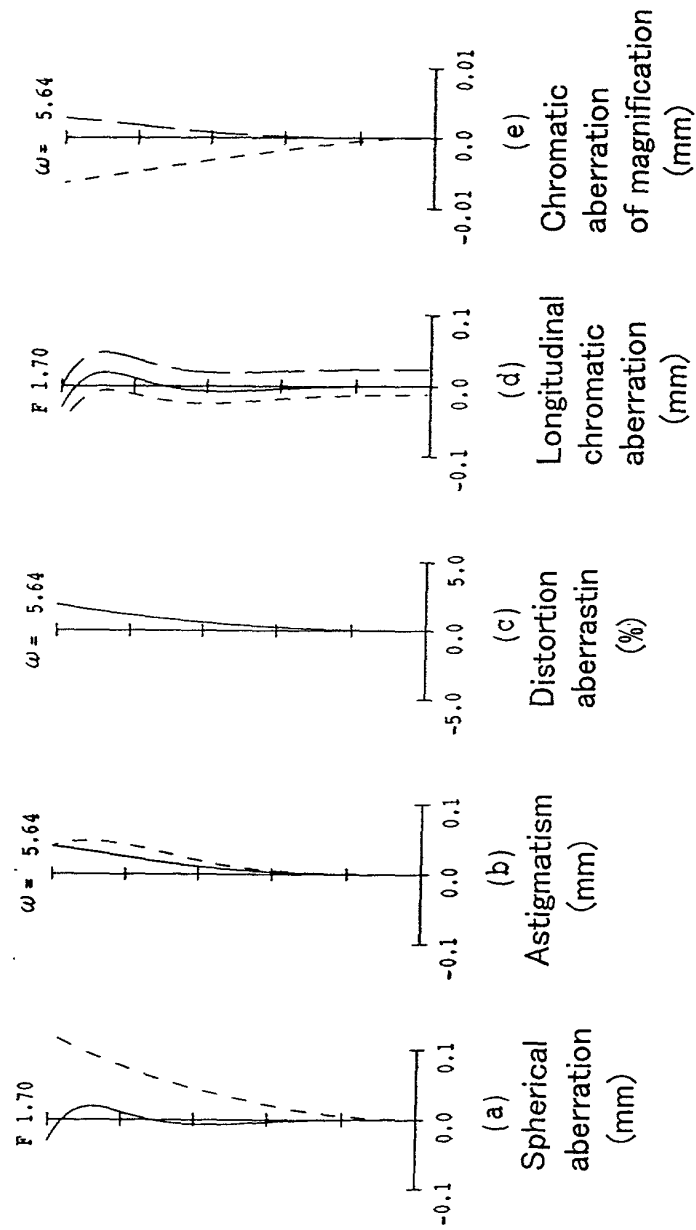 F 1.70
-0.1 0.0 0.1
(a)
Spherical
aberration
(mm)
ω= 5.64
-0.1 0.0 0.1
(b)
Astigmatism
(mm)
ω= 5.64
-5.0 0.0 5.0
(c)
Distortion
aberrastin
(%)
F 1.70
-0.1 0.0 0.1
(d)
Longitudinal
chromatic
aberration
(mm)
ω= 5.64
-0.01 0.0 0.01
(e)
Chromatic
aberration
of magnification
(mm)